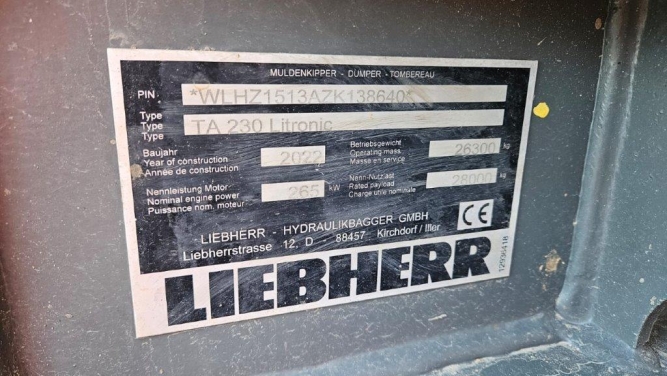 MULDENKIPPER - DUMPER - TOMBEREAU
PIN *WLHZ1513AZK138640*
Type
Type TA 230 Litronic
Type
Baujahr
Year of construction 2022
Année de construction
Betriebsgewicht
Operating-mass 26300 kg
Masse en service
Nennleistung Motor
Nominal engine power 265 kW
Puissance nom. moteur
Nenn-Nutzlast
Rated payload 28000 kg
Charge utile nominale
LIEBHERR - HYDRAULIKBAGGER GMBH
Liebherrstrasse 12, D 88457 Kirchdorf / Iller
CE
LIEBHERR